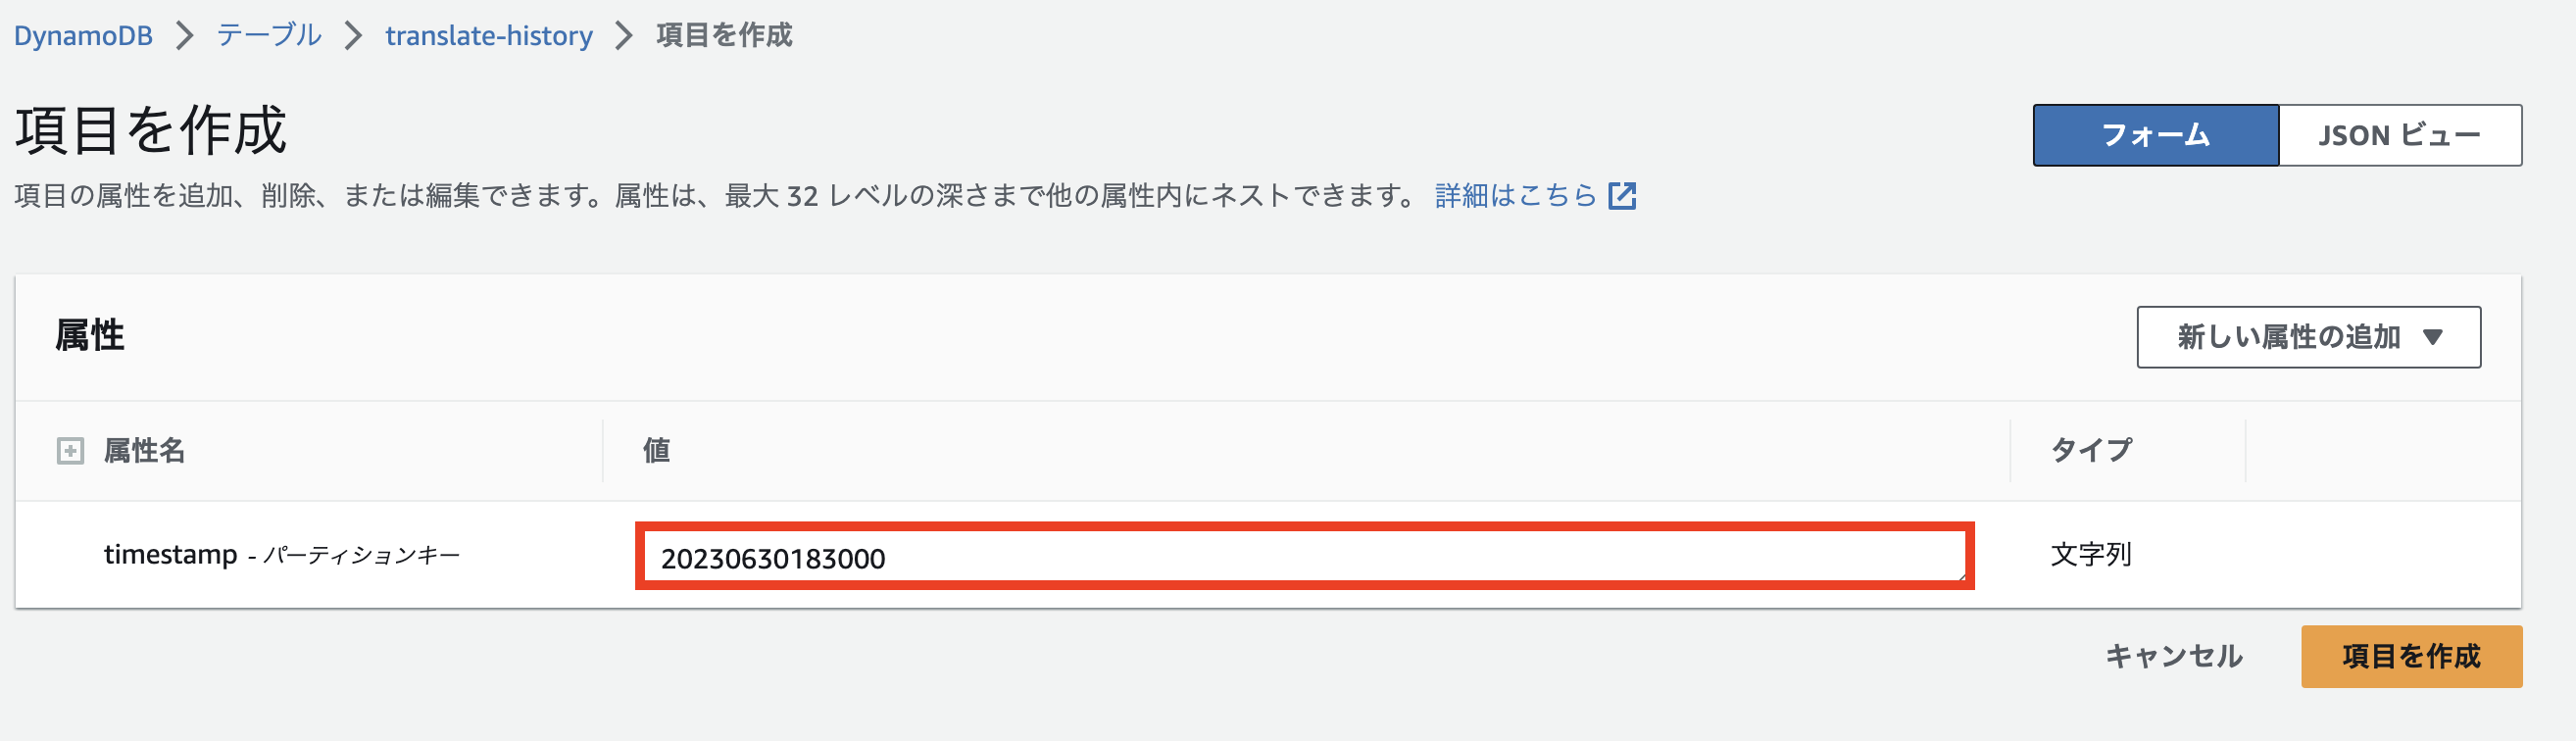 DynamoDB テーブル translate-history 項目を作成
項目を作成
フォーム JSON ビュー
項目の属性を追加、削除、または編集できます。属性は、最大 32 レベルの深さまで他の属性内にネストできます。 詳細はこちら
属性
新しい属性の追加
属性名 値 タイプ
timestamp - パーティションキー 20230630183000 文字列
キャンセル 項目を作成